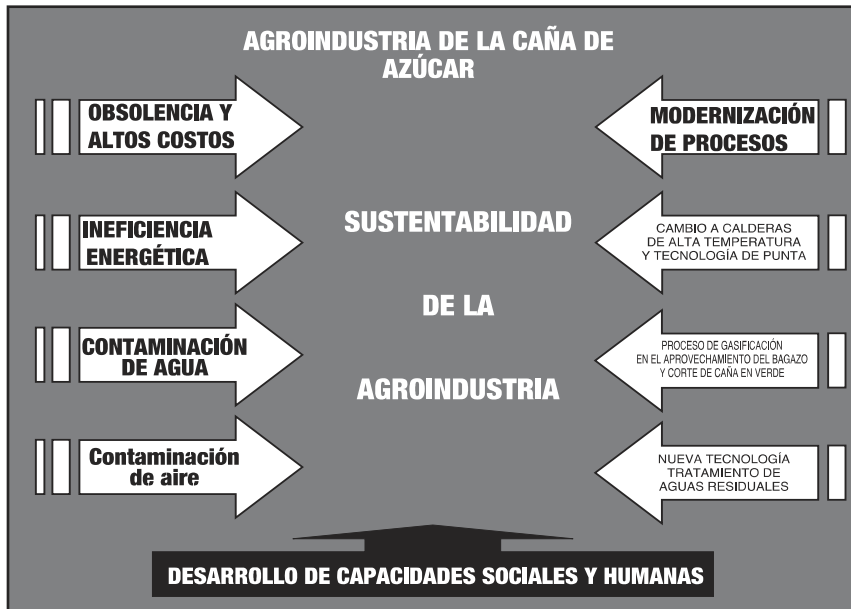 AGROINDUSTRIA DE LA CAÑA DE
AZÚCAR
OBSOLENCIA Y
ALTOS COSTOS
MODERNIZACIÓN
DE PROCESOS
INEFICIENCIA
ENERGÉTICA
SUSTENTABILIDAD
CAMBIO A CALDERAS
DE ALTA TEMPERATURA
Y TECNOLOGÍA DE PUNTA
DE LA
CONTAMINACIÓN
DE AGUA
PROCESO DE GASIFICACIÓN
EN EL APROVECHAMIENTO DEL BAGAZO
Y CORTE DE CAÑA EN VERDE
AGROINDUSTRIA
Contaminación
de aire
NUEVA TECNOLOGÍA
TRATAMIENTO DE
AGUAS RESIDUALES
DESARROLLO DE CAPACIDADES SOCIALES Y HUMANAS